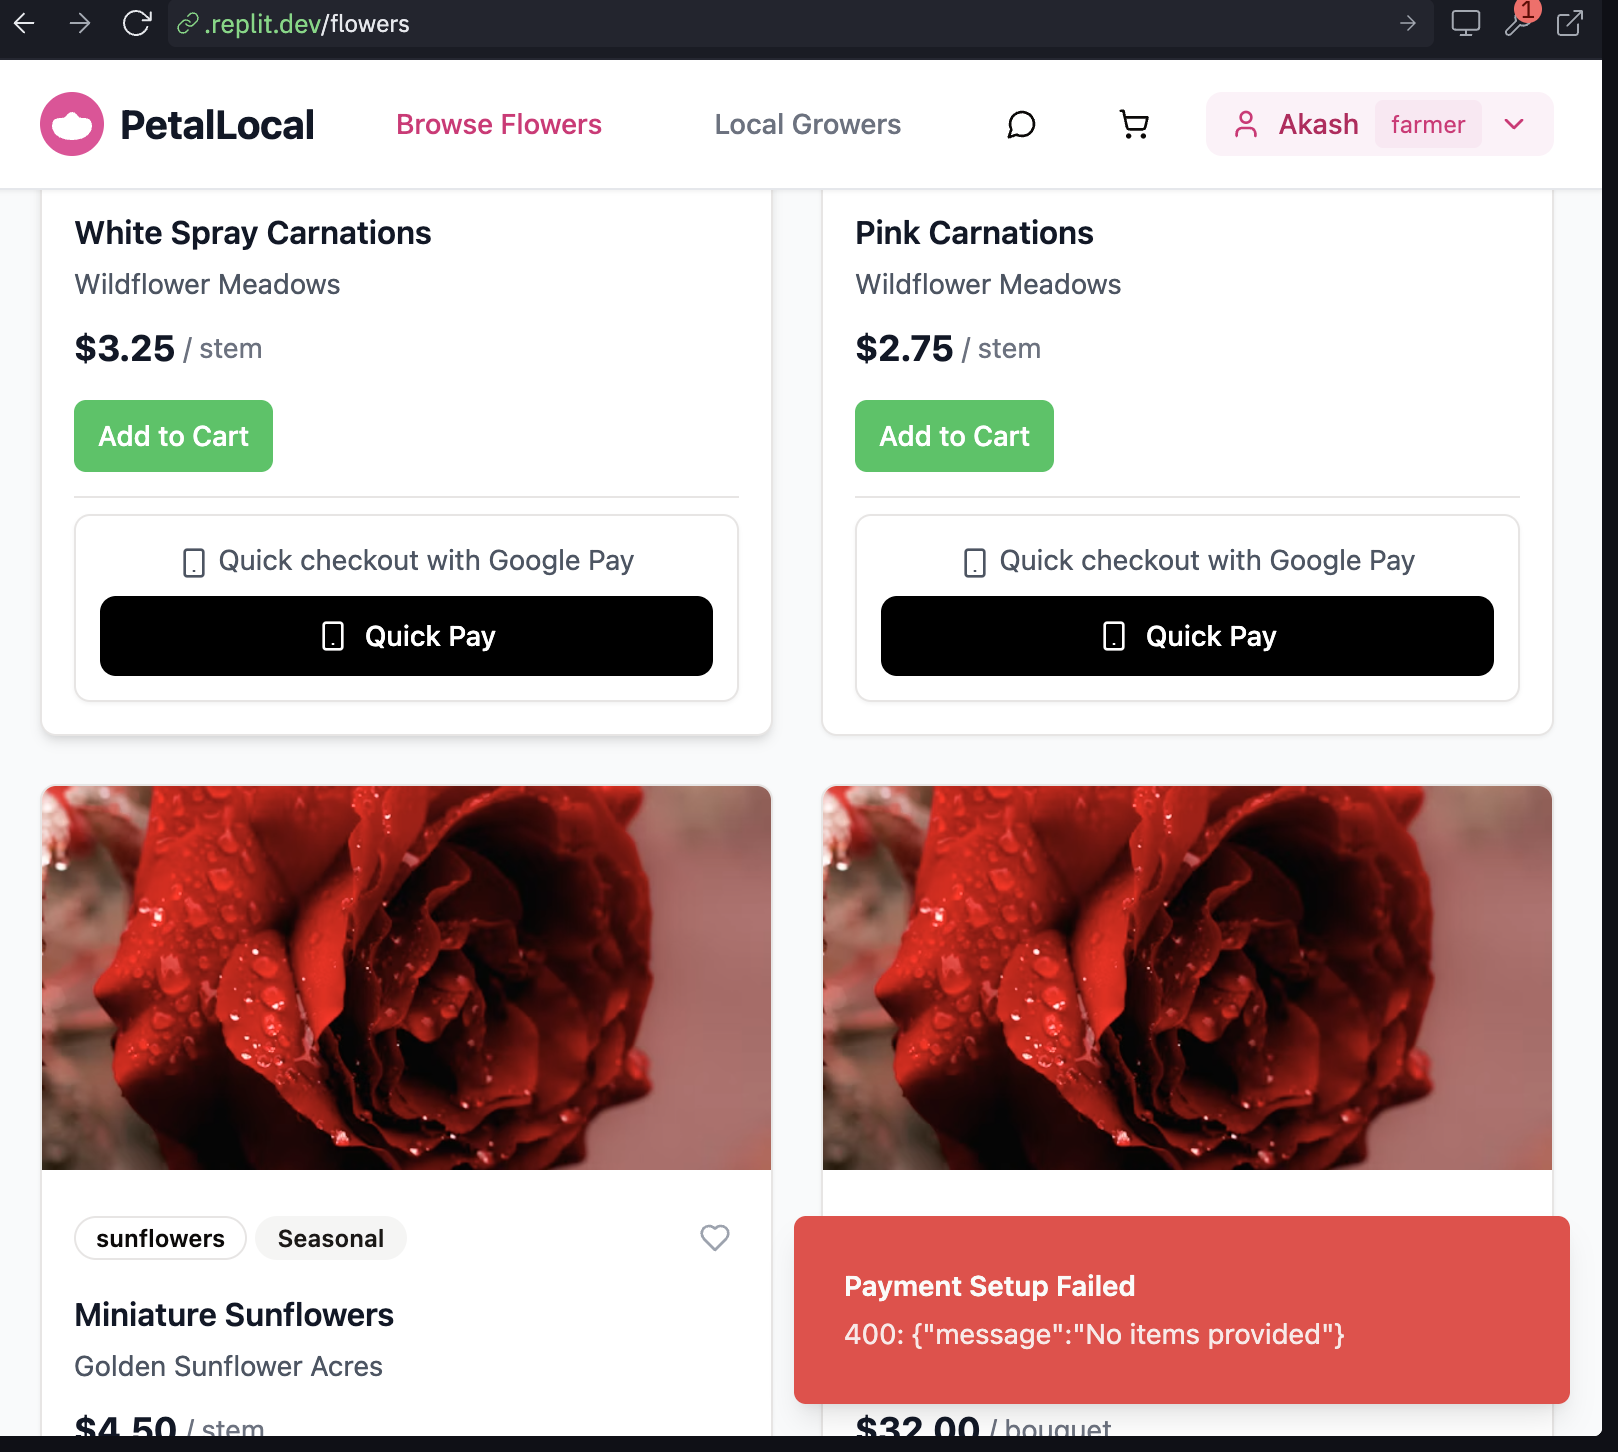 .replit.dev/flowers
1
PetalLocal
Browse Flowers
Local Growers
Akash
farmer
White Spray Carnations
Wildflower Meadows
$3.25 / stem
Add to Cart
Quick checkout with Google Pay
Quick Pay
Pink Carnations
Wildflower Meadows
$2.75 / stem
Add to Cart
Quick checkout with Google Pay
Quick Pay
sunflowers
Seasonal
Miniature Sunflowers
Golden Sunflower Acres
$4.50 / stem
Payment Setup Failed
400: {"message":"No items provided"}
$32.00 / bouquet